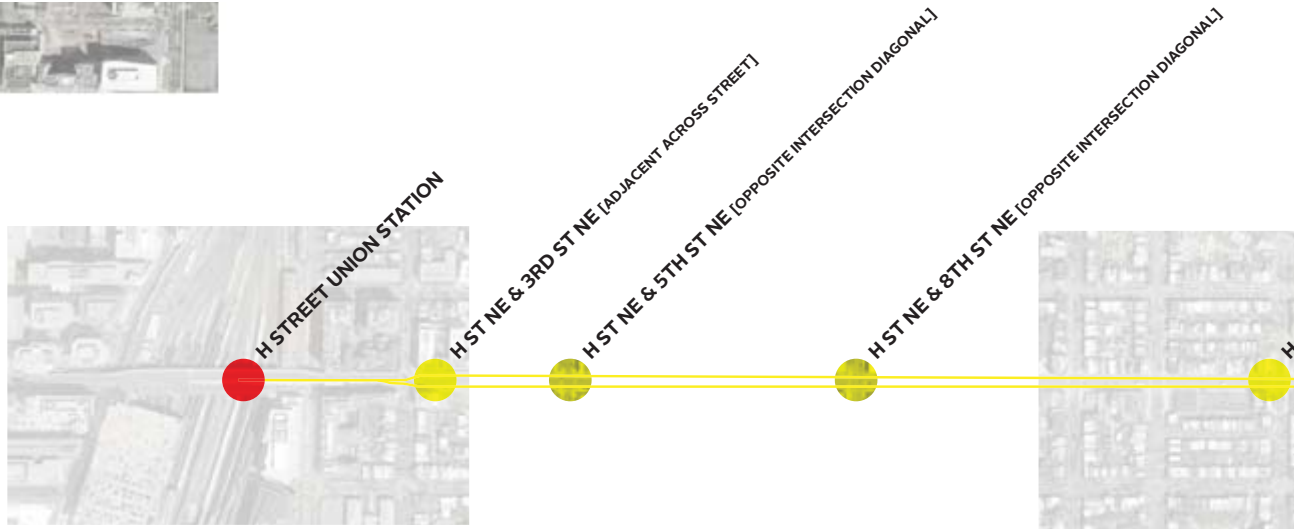 H STREET UNION STATION
H ST NE & 3RD ST NE [ADJACENT ACROSS STREET]
H ST NE & 5TH ST NE [OPPOSITE INTERSECTION DIAGONAL]
H ST NE & 8TH ST NE [OPPOSITE INTERSECTION DIAGONAL]
H